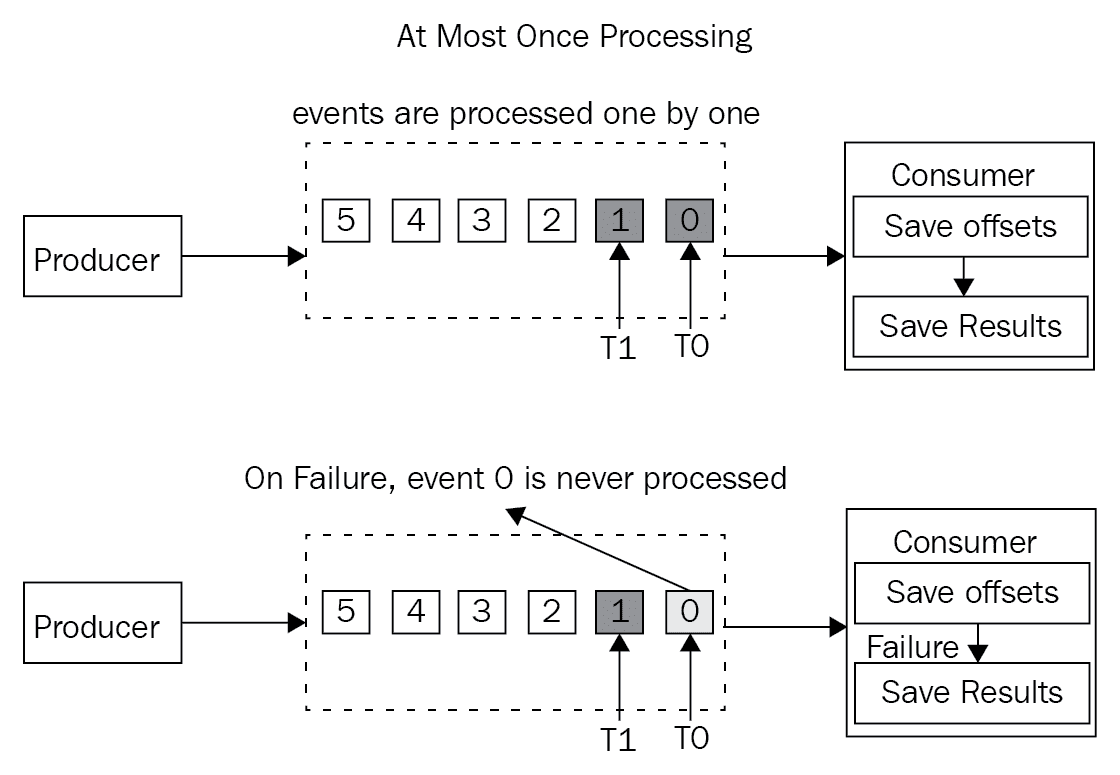 At Most Once Processing
events are processed one by one
Producer
5 4 3 2 1 0
T1 T0
Consumer
Save offsets
Save Results
On Failure, event 0 is never processed
Producer
5 4 3 2 1 0
T1 T0
Consumer
Save offsets
Failure
Save Results